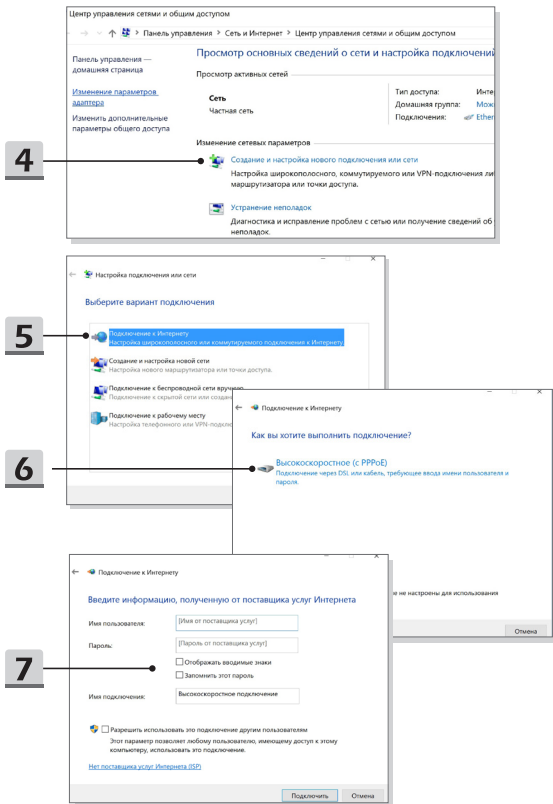 Центр управления сетями и общим доступом
Панель управления > Сеть и Интернет > Центр управления сетями и общим доступом
Панель управления —
домашняя страница
Изменение параметров
адаптера
Изменить дополнительные
параметры общего доступа
Просмотр основных сведений о сети и настройка подключений
Просмотр активных сетей
Сеть
Частная сеть
Тип доступа: Инте
Домашняя группа: Мож
Подключения: Ether
Изменение сетевых параметров
4
Создание и настройка нового подключения или сети
Настройка широкополосного, коммутируемого или VPN-подключения ли
маршрутизатора или точки доступа.
Устранение неполадок
Диагностика и исправление проблем с сетью или получение сведений об
неполадок.
Настройка подключения или сети
Выберите вариант подключения
5
Подключение к Интернету
Настройка широкополосного или коммутируемого подключения к Интернету.
Создание и настройка новой сети
Настройка нового маршрутизатора или точки доступа.
Подключение к беспроводной сети вручную
Подключение к скрытой сети или создан
Подключение к рабочему месту
Настройка телефонного или VPN-подклю
Подключение к Интернету
Как вы хотите выполнить подключение?
6
Высокоскоростное (с PPPoE)
Подключение через DSL или кабель, требующее ввода имени пользователя и
пароля.
е не настроены для использования
Отмена
Подключение к Интернету
Введите информацию, полученную от поставщика услуг Интернета
Имя пользователя: [Имя от поставщика услуг]
Пароль: [Пароль от поставщика услуг]
7
Отображать вводимые знаки
Запомнить этот пароль
Имя подключения: Высокоскоростное подключение
Разрешить использовать это подключение другим пользователям
Этот параметр позволяет любому пользователю, имеющему доступ к этому
компьютеру, использовать это подключение.
Нет поставщика услуг Интернета (ISP)
Подключить Отмена